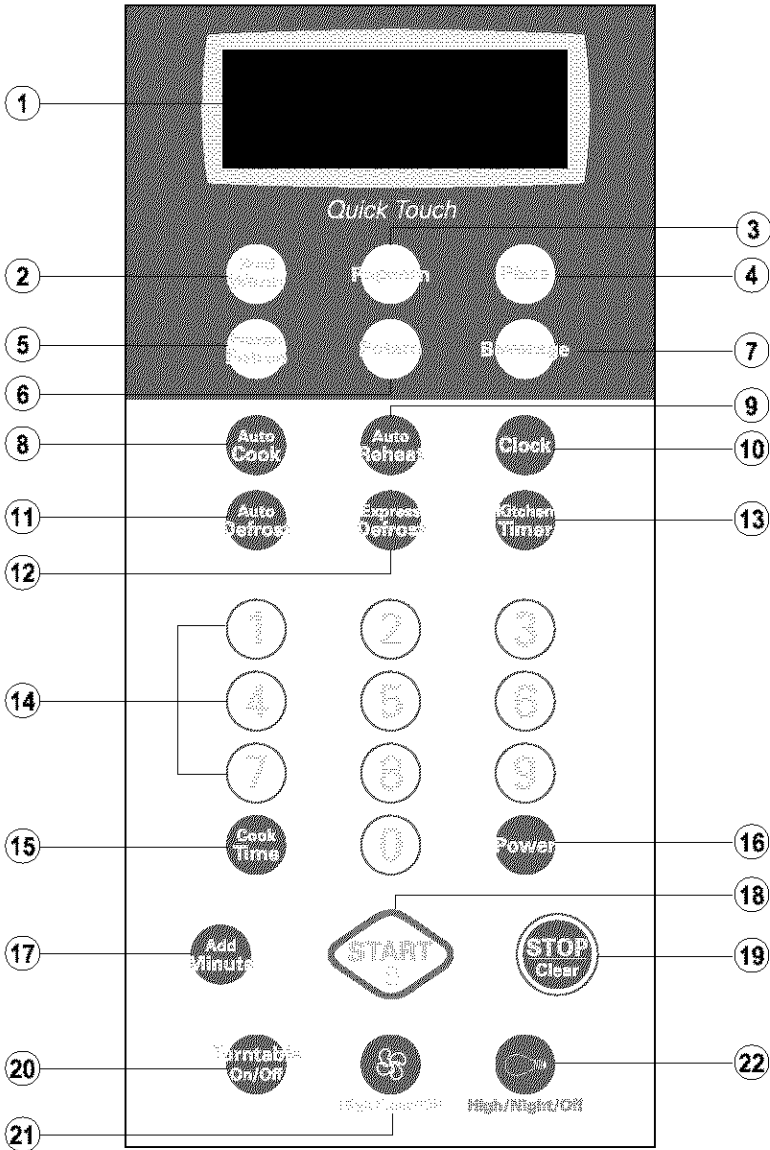 1
Quick Touch
3
2
Popcorn
Pizza
4
5
Potato
Beverage
7
6
9
8
Auto
Cook
Auto
Reheat
Clock
10
11
Auto
Defrost
Express
Defrost
Kitchen
Timer
13
12
1
2
3
14
4
5
6
7
8
9
15
Cook
Time
0
Power
16
18
17
Add
Minute
START
STOP
Clear
19
20
Turntable
On/Off
22
High/Night/Off
21